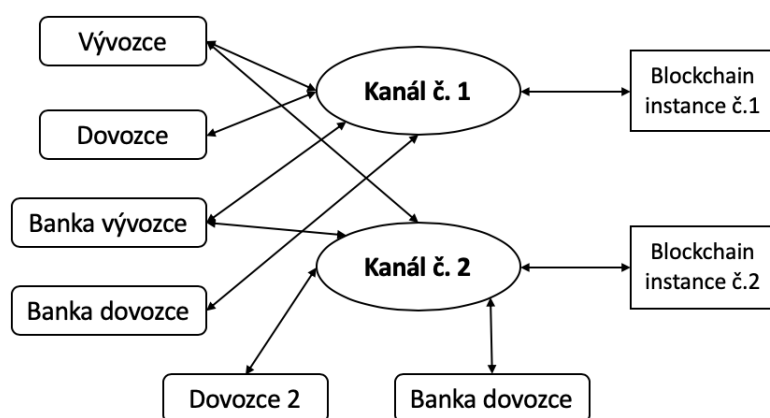 Vývozce
Kanál č. 1
Blockchain
instance č.1
Dovozce
Banka vývozce
Kanál č. 2
Blockchain
instance č.2
Banka dovozce
Dovozce 2
Banka dovozce